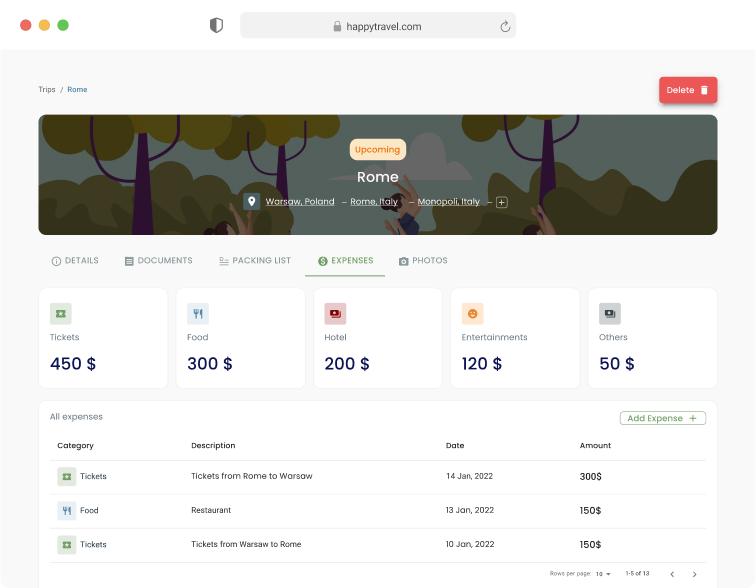 happytravel.com
Trips / Rome
Delete
Upcoming
Rome
Warsaw, Poland – Rome, Italy – Monopoli, Italy –
DETAILS DOCUMENTS PACKING LIST EXPENSES PHOTOS
Tickets Food Hotel Entertainments Others
450 $ 300 $ 200 $ 120 $ 50 $
All expenses
Add Expense +
Category Description Date Amount
Tickets Tickets from Rome to Warsaw 14 Jan, 2022 300$
Food Restaurant 13 Jan, 2022 150$
Tickets Tickets from Warsaw to Rome 10 Jan, 2022 150$
Rows per page: 10 1-5 of 13